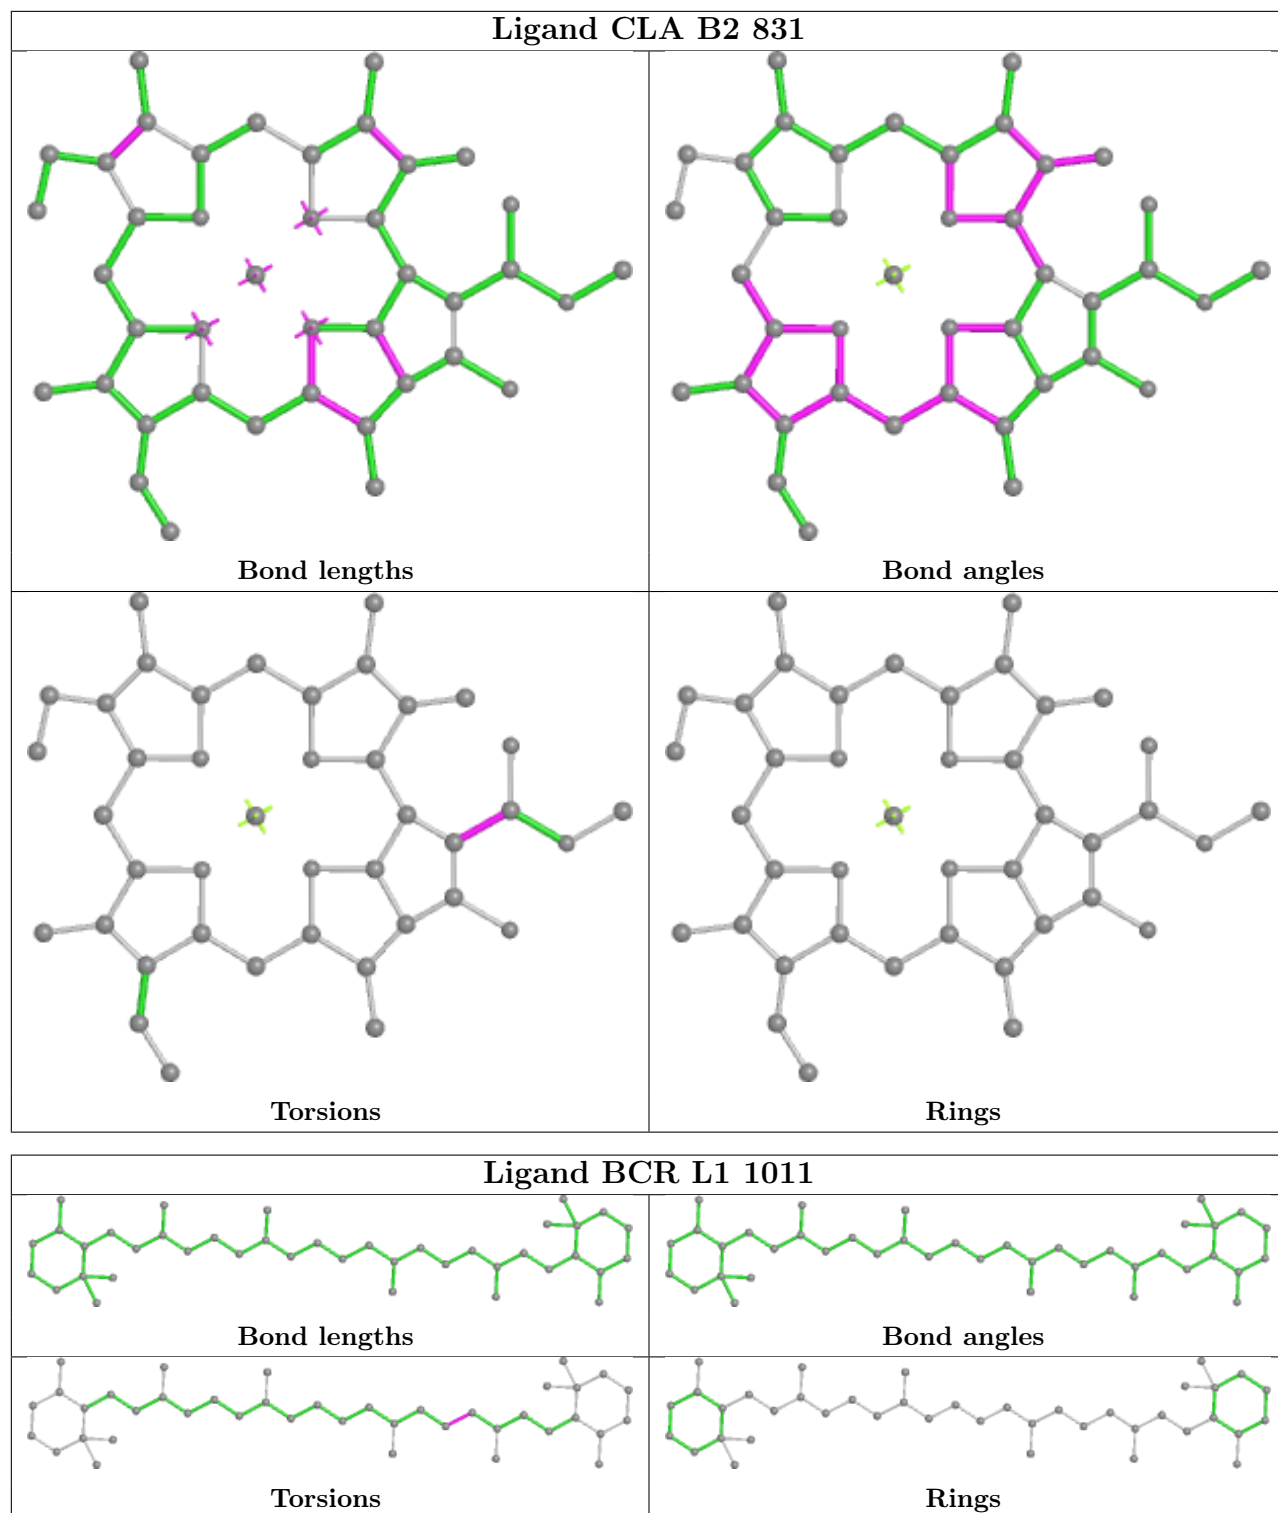 Ligand CLA B2 831
Bond lengths
Bond angles
Torsions
Rings
Ligand BCR L1 1011
Bond lengths
Bond angles
Torsions
Rings